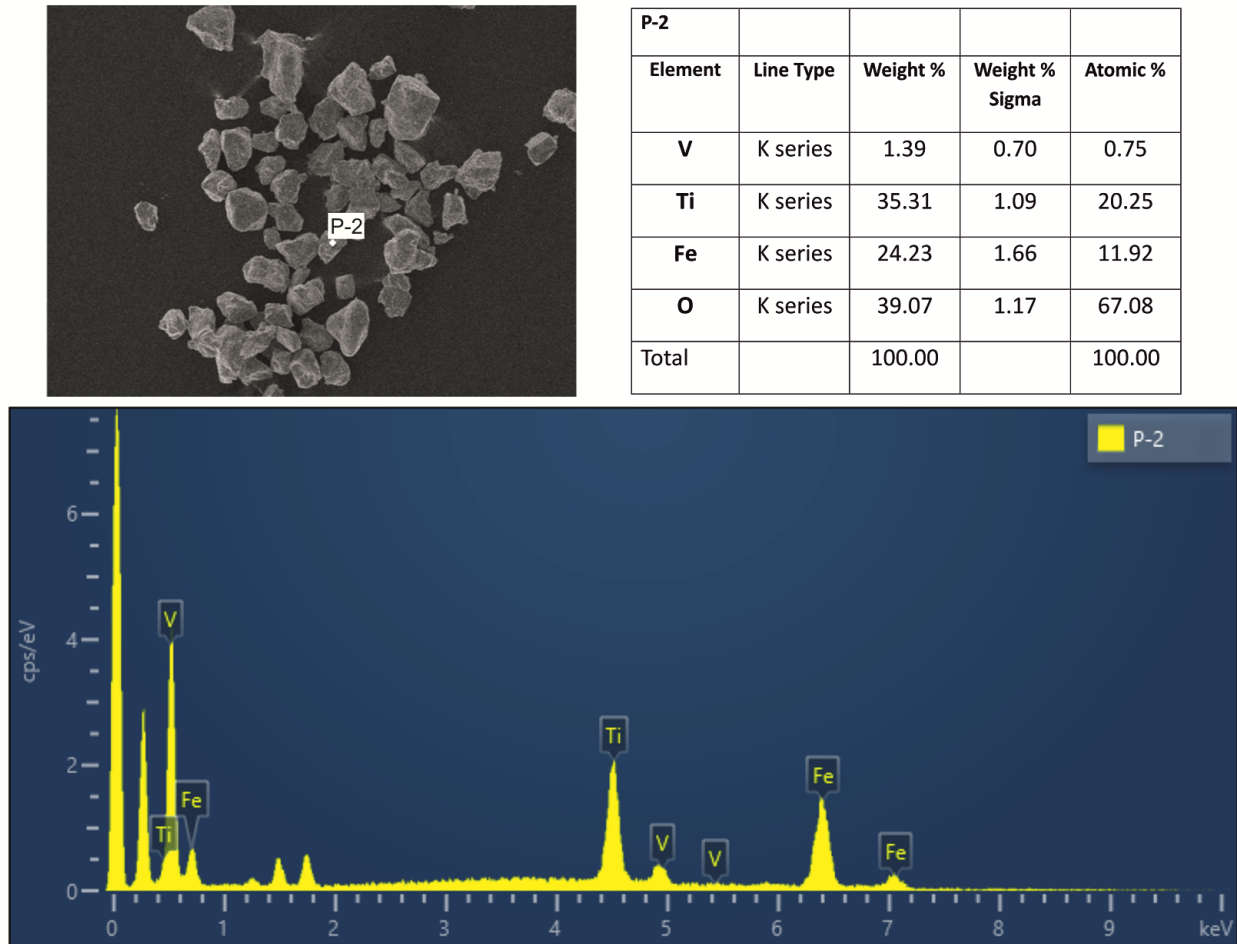 P-2
P-2
Element Line Type Weight % Weight % Sigma Atomic %
V K series 1.39 0.70 0.75
Ti K series 35.31 1.09 20.25
Fe K series 24.23 1.66 11.92
O K series 39.07 1.17 67.08
Total 100.00 100.00
P-2
cps/eV
6
4
2
0
V
Fe
Ti
Ti
V
V
Fe
Fe
0 1 2 3 4 5 6 7 8 9 keV